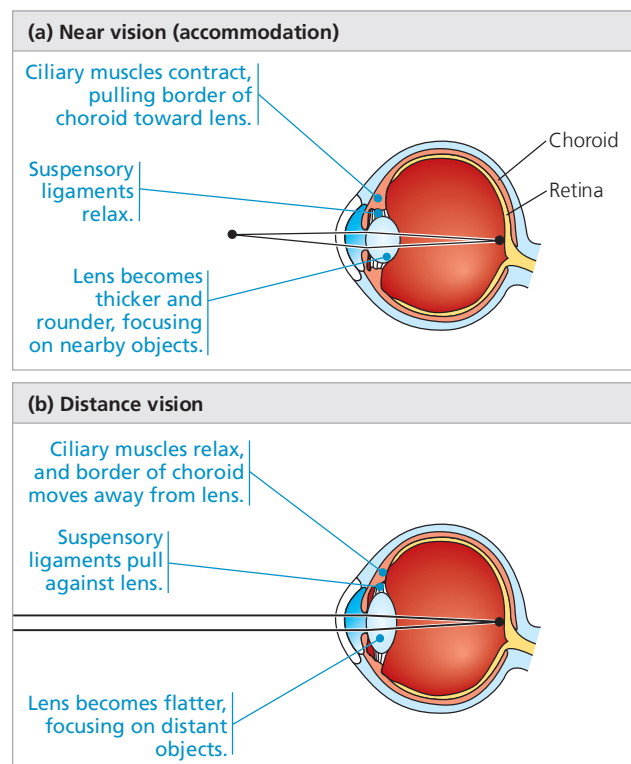 (a) Near vision (accommodation)
Ciliary muscles contract,
pulling border of
choroid toward lens.
Suspensory
ligaments
relax.
Lens becomes
thicker and
rounder, focusing
on nearby objects.
Choroid
Retina
(b) Distance vision
Ciliary muscles relax,
and border of choroid
moves away from lens.
Suspensory
ligaments pull
against lens.
Lens becomes flatter,
focusing on distant
objects.